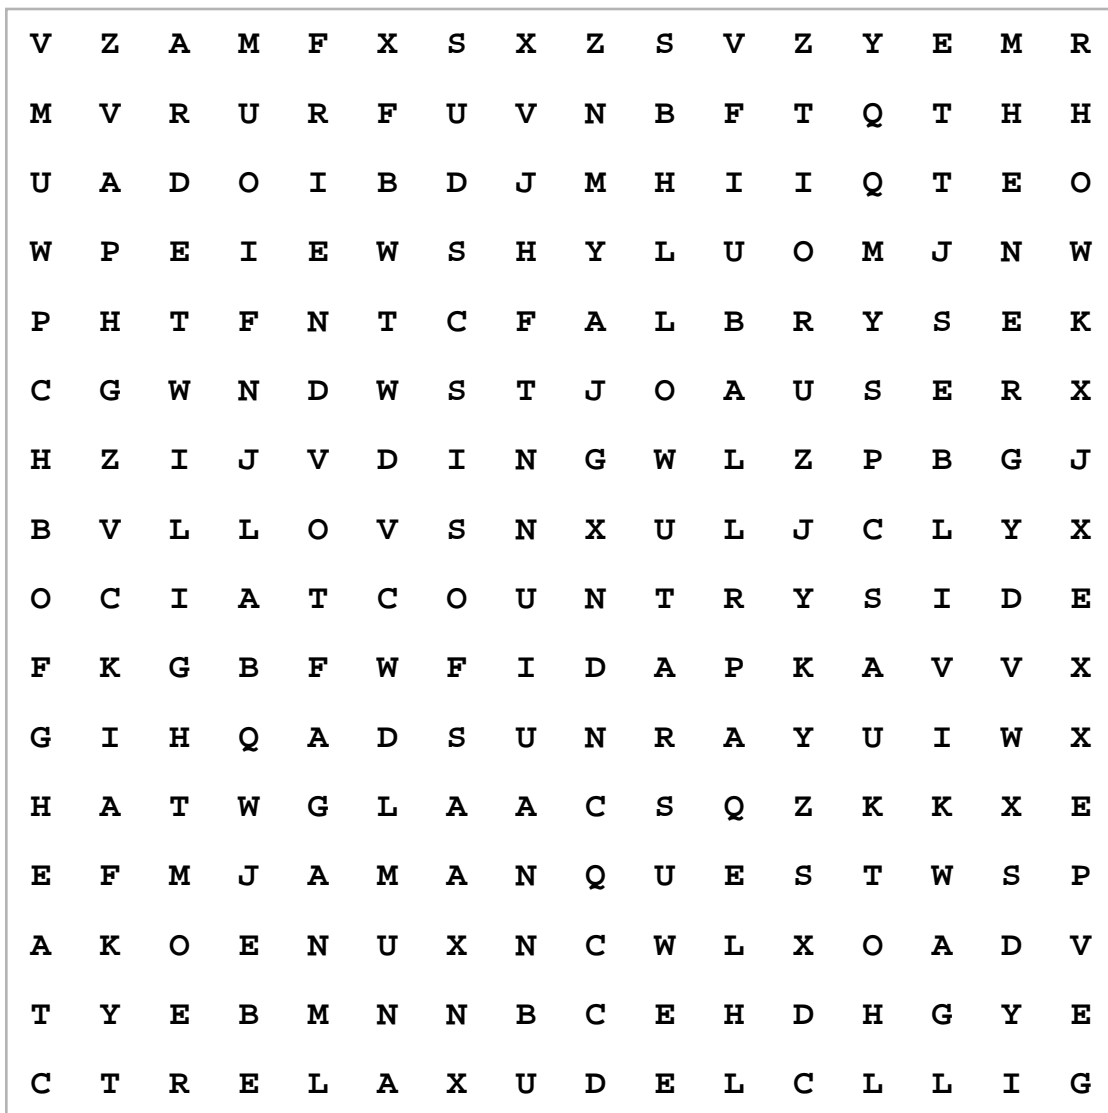 V Z A M F X S X Z S V Z Y E M R
M V R U R F U V N B F T Q T H H
U A D O I B D J M H I I Q T E O
W P E I E W S H Y L U O M J N W
P H T F N T C F A L B R Y S E K
C G W N D W S T J O A U S E R X
H Z I J V D I N G W L Z P B G J
B V L L O V S N X U L J C L Y X
O C I A T C O U N T R Y S I D E
F K G B F W F I D A P K A V V X
G I H Q A D S U N R A Y U I W X
H A T W G L A A C S Q Z K K X E
E F M J A M A N Q U E S T W S P
A K O E N U X N C W L X O A D V
T Y E B M N N B C E H D H G Y E
C T R E L A X U D E L C L L I G